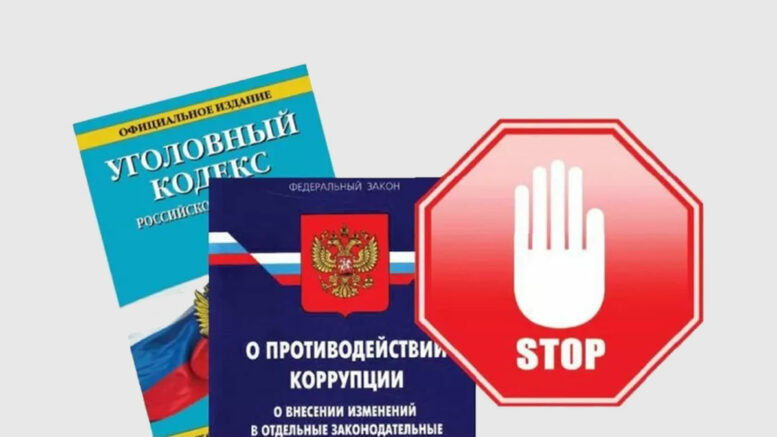 ОФИЦИАЛЬНОЕ ИЗДАНИЕ
УГОЛОВНЫЙ
КОДЕКС
ФЕДЕРАЛЬНЫЙ ЗАКОН
О ПРОТИВОДЕЙСТВИИ
КОРРУПЦИИ
О ВНЕСЕНИИ ИЗМЕНЕНИЙ
В ОТДЕЛЬНЫЕ ЗАКОНОДАТЕЛЬНЫЕ
STOP